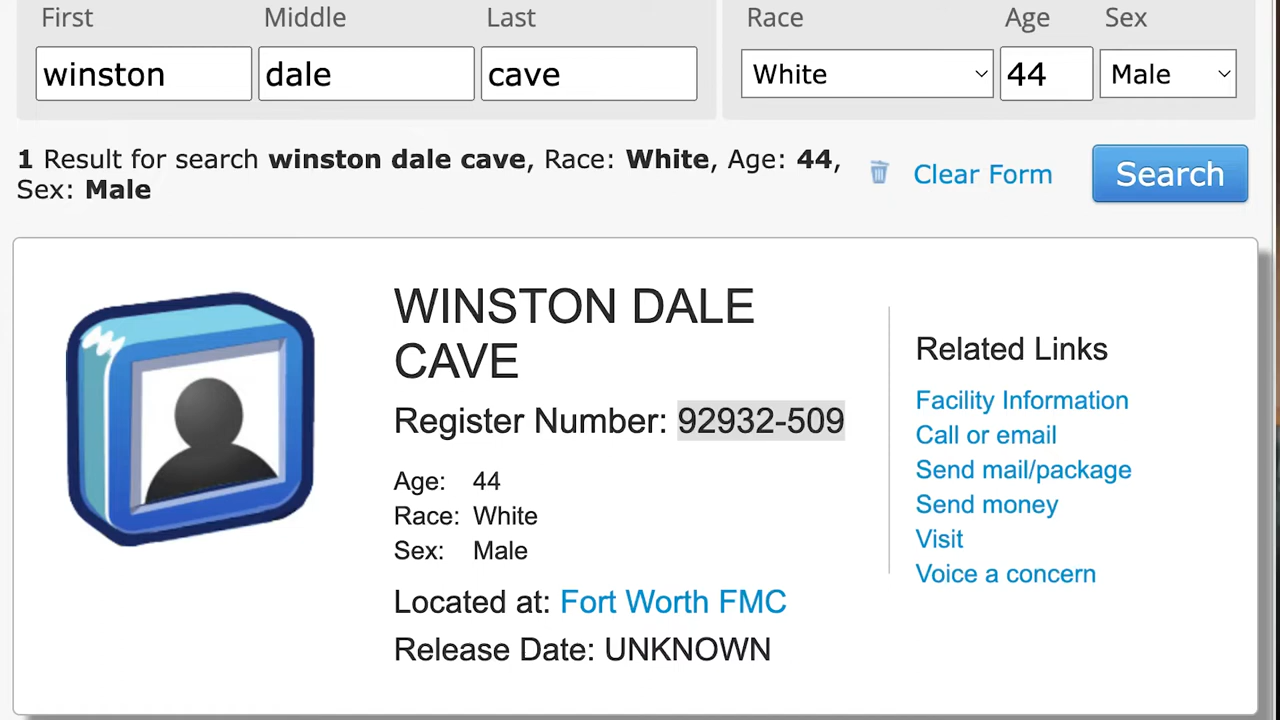 First Middle Last Race Age Sex
winston dale cave White 44 Male
1 Result for search winston dale cave, Race: White, Age: 44,
Sex: Male
Clear Form
Search
WINSTON DALE
CAVE
Register Number: 92932-509
Age: 44
Race: White
Sex: Male
Located at: Fort Worth FMC
Release Date: UNKNOWN
Related Links
Facility Information
Call or email
Send mail/package
Send money
Visit
Voice a concern